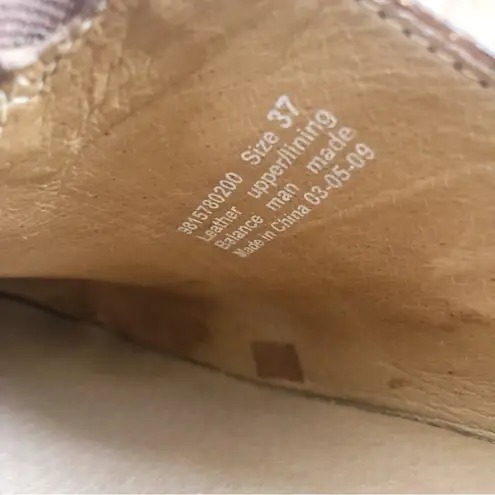 9815780200 Size 37
Leather upper/lining
Balance man made
Made in China 03-05-09